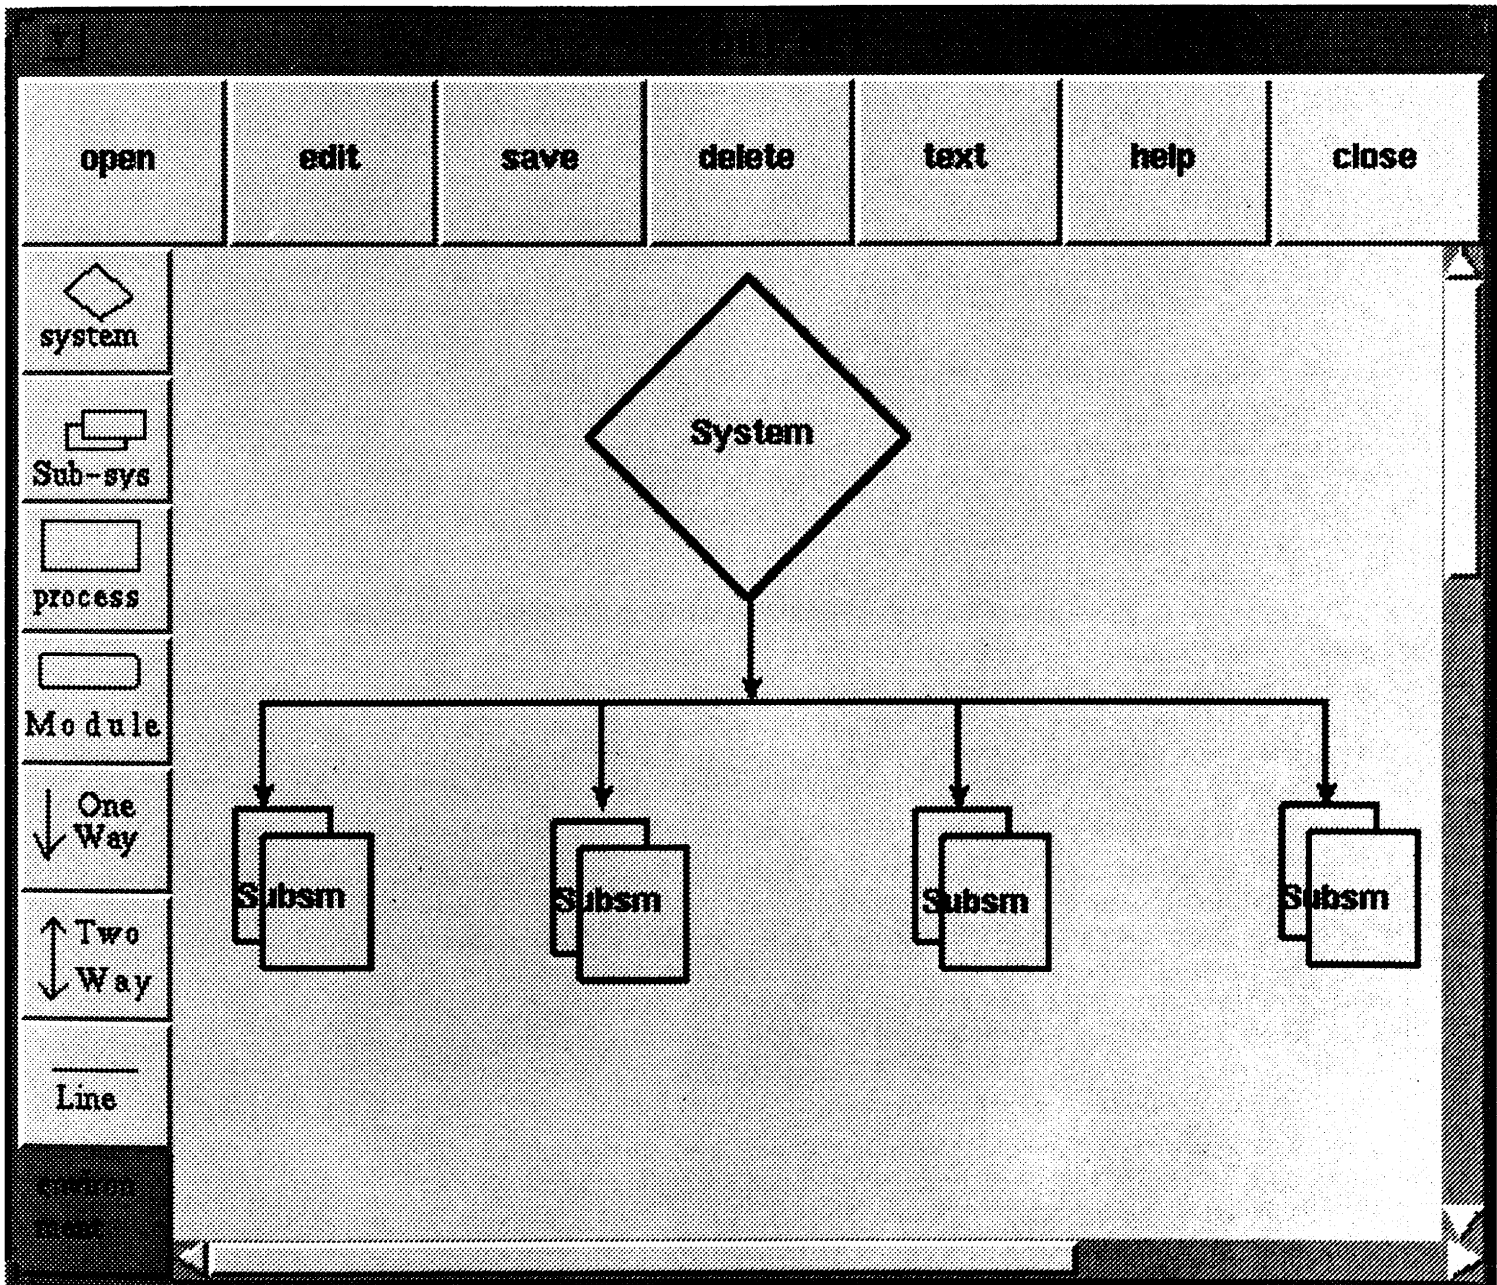 open edit save delete text help close
system
Sub-sys
process
Module
One
Way
Two
Way
Line
System
Subsm Subsm Subsm Subsm